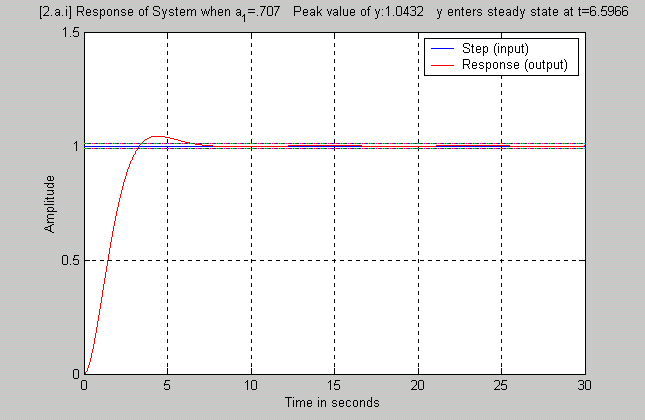 [2.a.i] Response of System when a1=.707 Peak value of y:1.0432 y enters steady state at t=6.5966
Step (input)
Response (output)
1.5
1
0.5
0
Amplitude
0 5 10 15 20 25 30
Time in seconds